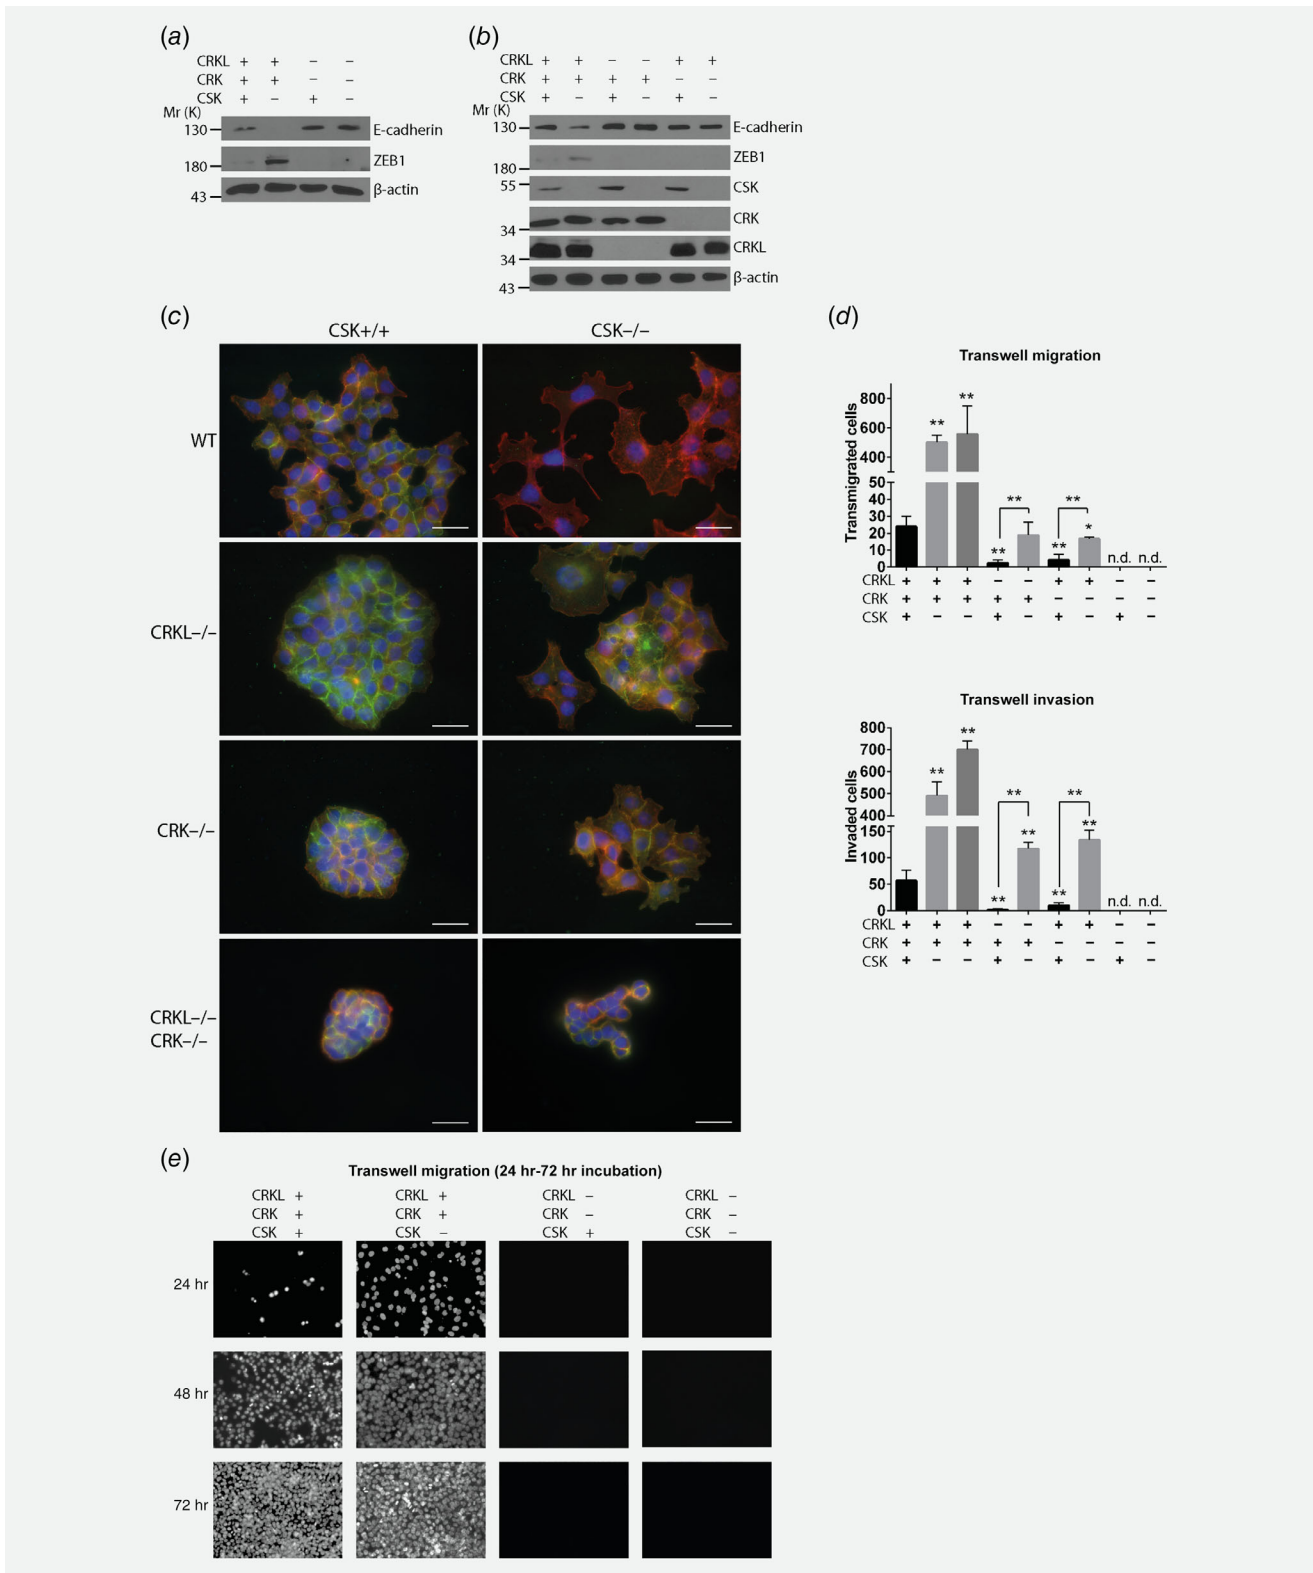 (a)
CRKL + + – –
CRK + + – –
CSK + – + –
Mr (K)
130 E-cadherin
180 ZEB1
43 β-actin
(b)
CRKL + + – – + +
CRK + + + + – –
CSK + – + – + –
Mr (K)
130 E-cadherin
180 ZEB1
55 CSK
34 CRK
34 CRKL
43 β-actin
(c)
CSK+/+ CSK–/–
WT
CRKL–/–
CRK–/–
CRKL–/–
CRK–/–
(d)
Transwell migration
Transmigrated cells
800
600
400
50
40
30
20
10
0
** ** ** ** ** ** * n.d. n.d.
CRKL + + + – – + + – –
CRK + + + + + – – – –
CSK + – – + – + – + –
Transwell invasion
Invaded cells
800
700
600
500
400
150
100
50
0
** ** ** ** ** ** ** ** n.d. n.d.
CRKL + + + – – + + – –
CRK + + + + + – – – –
CSK + – – + – + – + –
(e)
Transwell migration (24 hr-72 hr incubation)
CRKL + CRKL + CRKL – CRKL –
CRK + CRK + CRK – CRK –
CSK + CSK – CSK + CSK –
24 hr
48 hr
72 hr